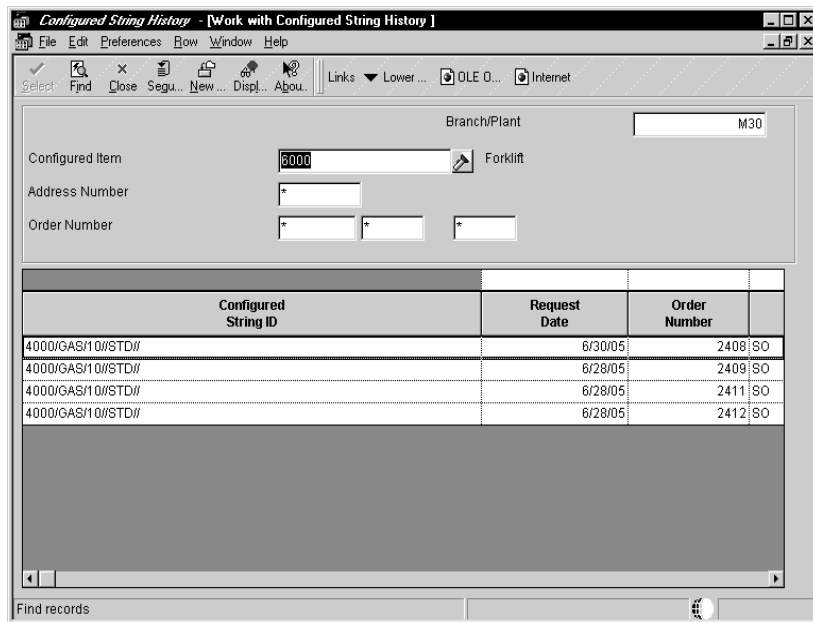 Configured String History - [Work with Configured String History ]
File Edit Preferences Row Window Help
Select Find Close Sequ... New ... Displ... Abou.. Links Lower ... OLE O... Internet
Branch/Plant M30
Configured Item 6000 Forklift
Address Number *
Order Number * * *
Configured String ID Request Date Order Number
4000/GAS/10//STD// 6/30/05 2408 SO
4000/GAS/10//STD// 6/28/05 2409 SO
4000/GAS/10//STD// 6/28/05 2411 SO
4000/GAS/10//STD// 6/28/05 2412 SO
Find records